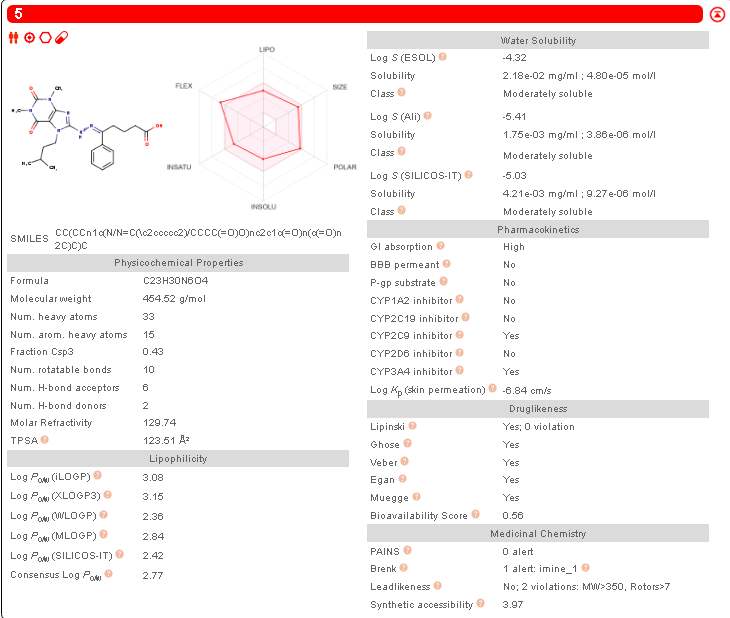 5
LIPO
FLEX
SIZE
INSATU
POLAR
INSOLU
SMILES CC(CCn1c(N/N=C(\c2ccccc2)/CCCC(=O)O)nc2c1c(=O)n(c(=O)n
2C)C)C
Physicochemical Properties
Formula C23H30N6O4
Molecular weight 454.52 g/mol
Num. heavy atoms 33
Num. arom. heavy atoms 15
Fraction Csp3 0.43
Num. rotatable bonds 10
Num. H-bond acceptors 6
Num. H-bond donors 2
Molar Refractivity 129.74
TPSA ? 123.51 Å²
Lipophilicity
Log Po/w (iLOGP) ? 3.08
Log Po/w (XLOGP3) ? 3.15
Log Po/w (WLOGP) ? 2.36
Log Po/w (MLOGP) ? 2.84
Log Po/w (SILICOS-IT) ? 2.42
Consensus Log Po/w ? 2.77
Water Solubility
Log S (ESOL) ? -4.32
Solubility 2.18e-02 mg/ml ; 4.80e-05 mol/l
Class ? Moderately soluble
Log S (Ali) ? -5.41
Solubility 1.75e-03 mg/ml ; 3.86e-06 mol/l
Class ? Moderately soluble
Log S (SILICOS-IT) ? -5.03
Solubility 4.21e-03 mg/ml ; 9.27e-06 mol/l
Class ? Moderately soluble
Pharmacokinetics
GI absorption ? High
BBB permeant ? No
P-gp substrate ? No
CYP1A2 inhibitor ? No
CYP2C19 inhibitor ? No
CYP2C9 inhibitor ? Yes
CYP2D6 inhibitor ? No
CYP3A4 inhibitor ? Yes
Log Kp (skin permeation) ? -6.84 cm/s
Druglikeness
Lipinski ? Yes; 0 violation
Ghose ? Yes
Veber ? Yes
Egan ? Yes
Muegge ? Yes
Bioavailability Score ? 0.56
Medicinal Chemistry
PAINS ? 0 alert
Brenk ? 1 alert: imine_1 ?
Leadlikeness ? No; 2 violations: MW>350, Rotors>7
Synthetic accessibility ? 3.97